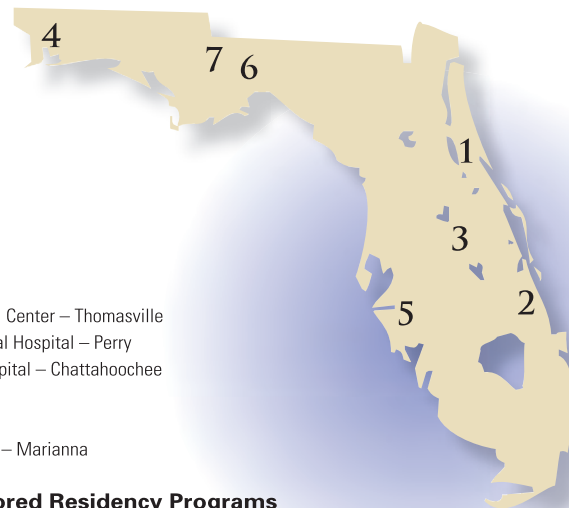 4
7
6
1
3
2
5
Center – Thomasville
al Hospital – Perry
pital – Chattahoochee
– Marianna
ored Residency Programs